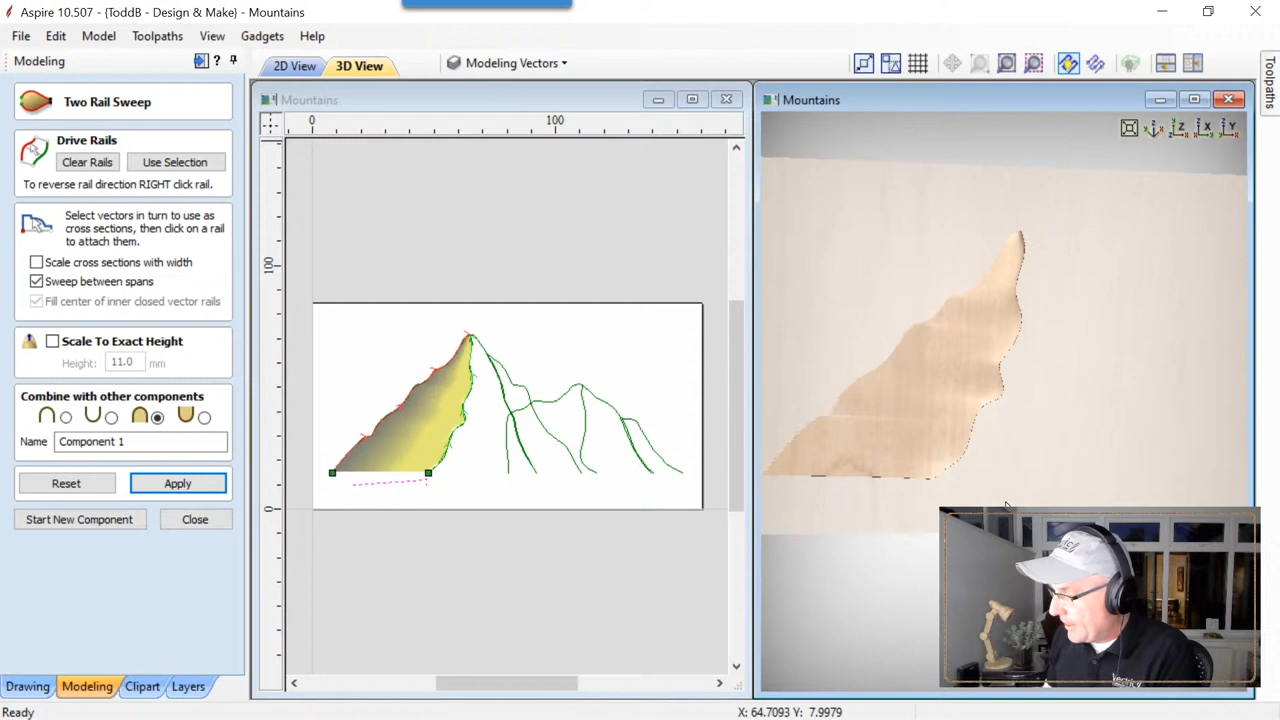 Aspire 10.507 - {ToddB - Design & Make} - Mountains
File Edit Model Toolpaths View Gadgets Help
Modeling ?
2D View 3D View Modeling Vectors
Toolpaths
Two Rail Sweep
Drive Rails
Clear Rails Use Selection
To reverse rail direction RIGHT click rail.
Select vectors in turn to use as
cross sections, then click on a rail
to attach them.
Scale cross sections with width
Sweep between spans
Fill center of inner closed vector rails
Scale To Exact Height
Height: 11.0 mm
Combine with other components
Name Component 1
Reset Apply
Start New Component Close
Drawing Modeling Clipart Layers
Mountains
0 100
100
0
Mountains
Z Z X Y
Ready X: 64.7093 Y: 7.9979